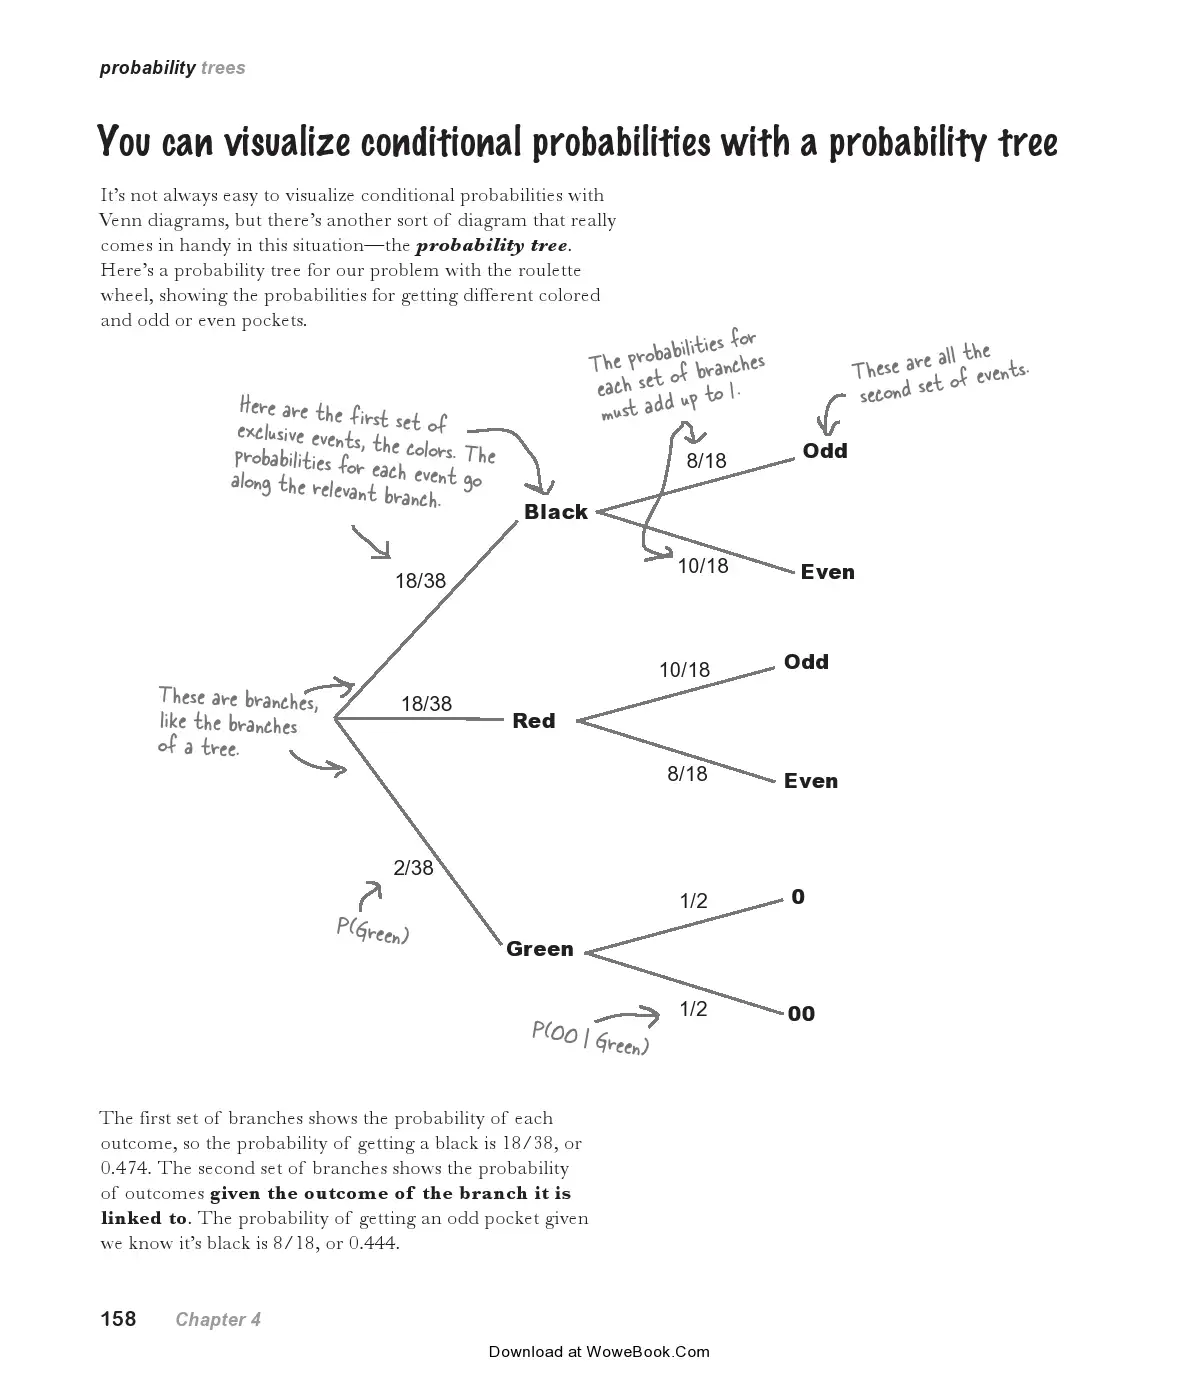 probability trees
You can visualize conditional probabilities with a probability tree
It's not always easy to visualize conditional probabilities with
Venn diagrams, but there's another sort of diagram that really
comes in handy in this situation—the probability tree.
Here's a probability tree for our problem with the roulette
wheel, showing the probabilities for getting different colored
and odd or even pockets.
The probabilities for
each set of branches
must add up to 1.
These are all the
second set of events.
Here are the first set of
exclusive events, the colors. The
probabilities for each event go
along the relevant branch.
8/18
Odd
Black
10/18
Even
18/38
10/18
Odd
These are branches,
like the branches
of a tree.
18/38
Red
8/18
Even
2/38
P(Green)
1/2
0
Green
1/2
00
P(00 | Green)
The first set of branches shows the probability of each
outcome, so the probability of getting a black is 18/38, or
0.474. The second set of branches shows the probability
of outcomes given the outcome of the branch it is
linked to. The probability of getting an odd pocket given
we know it's black is 8/18, or 0.444.
158 Chapter 4
Download at WoweBook.Com